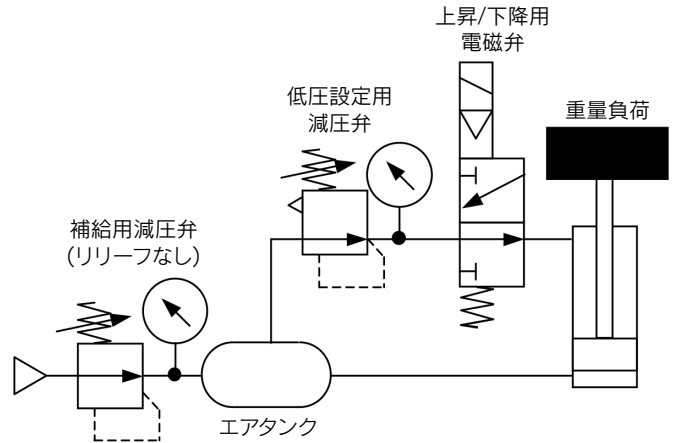 上昇/下降用
電磁弁
低圧設定用
減圧弁
重量負荷
補給用減圧弁
(リリーフなし)
エアタンク